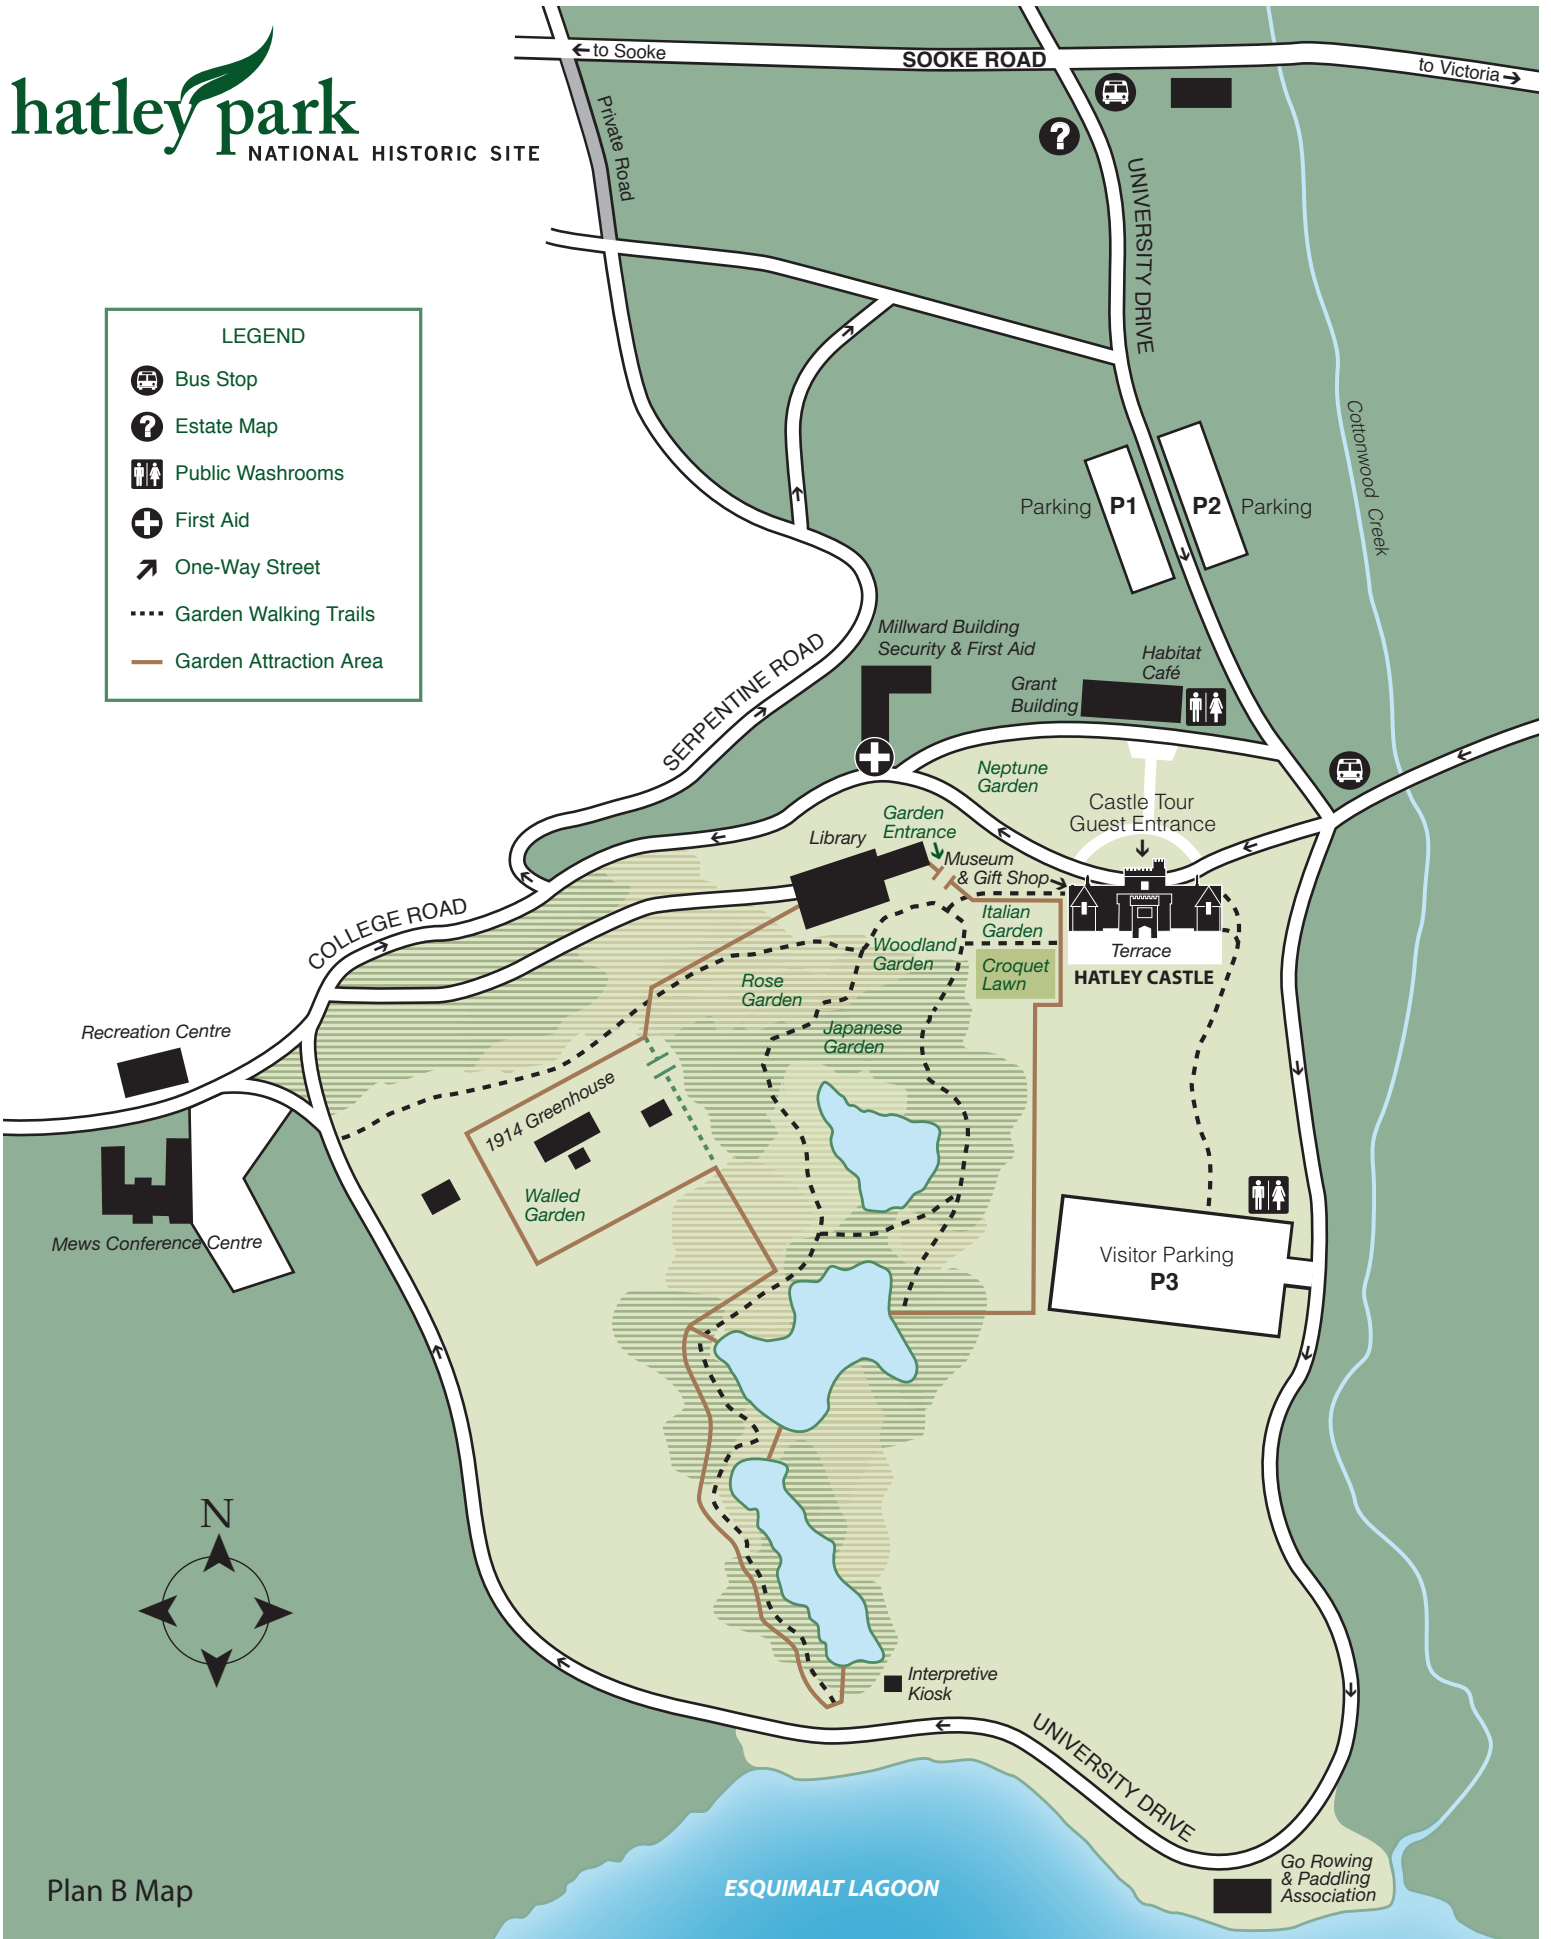 hatley park
NATIONAL HISTORIC SITE
to Sooke
SOOKE ROAD
to Victoria
Private Road
UNIVERSITY DRIVE
LEGEND
Bus Stop
Estate Map
Public Washrooms
First Aid
One-Way Street
Garden Walking Trails
Garden Attraction Area
Cottonwood Creek
Parking
P1
P2
Parking
Millward Building
Security & First Aid
Habitat
Café
Grant
Building
SERPENTINE ROAD
Neptune
Garden
Castle Tour
Guest Entrance
Garden
Entrance
Library
Museum
& Gift Shop
Italian
Garden
Woodland
Garden
Croquet
Lawn
Terrace
HATLEY CASTLE
COLLEGE ROAD
Rose
Garden
Japanese
Garden
Recreation Centre
1914 Greenhouse
Walled
Garden
Mews Conference Centre
Visitor Parking
P3
N
Interpretive
Kiosk
UNIVERSITY DRIVE
Go Rowing
& Paddling
Association
ESQUIMALT LAGOON
Plan B Map